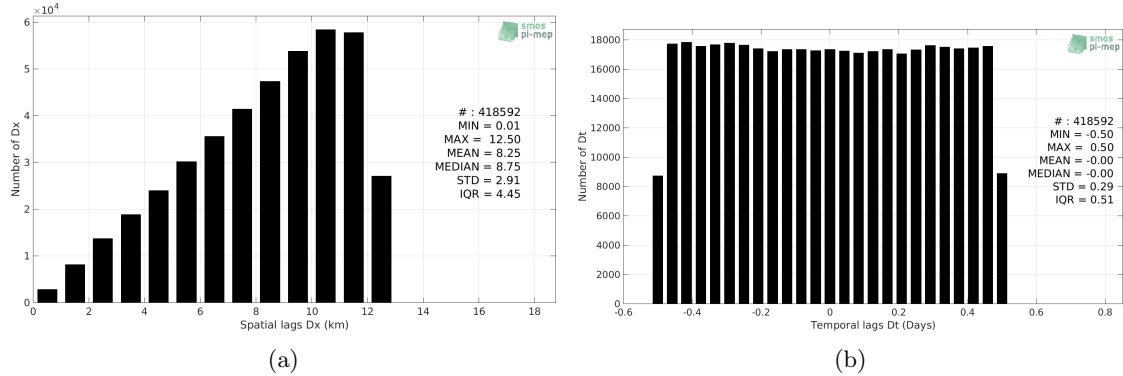 ×10⁴
6
5
4
3
2
1
0
Number of Dx
0 2 4 6 8 10 12 14 16 18
Spatial lags Dx (km)
smos
pi-mep
# : 418592
MIN = 0.01
MAX = 12.50
MEAN = 8.25
MEDIAN = 8.75
STD = 2.91
IQR = 4.45
(a)
18000
16000
14000
12000
10000
8000
6000
4000
2000
0
Number of Dt
-0.6 -0.4 -0.2 0 0.2 0.4 0.6 0.8
Temporal lags Dt (Days)
smos
pi-mep
# : 418592
MIN = -0.50
MAX = 0.50
MEAN = -0.00
MEDIAN = -0.00
STD = 0.29
IQR = 0.51
(b)